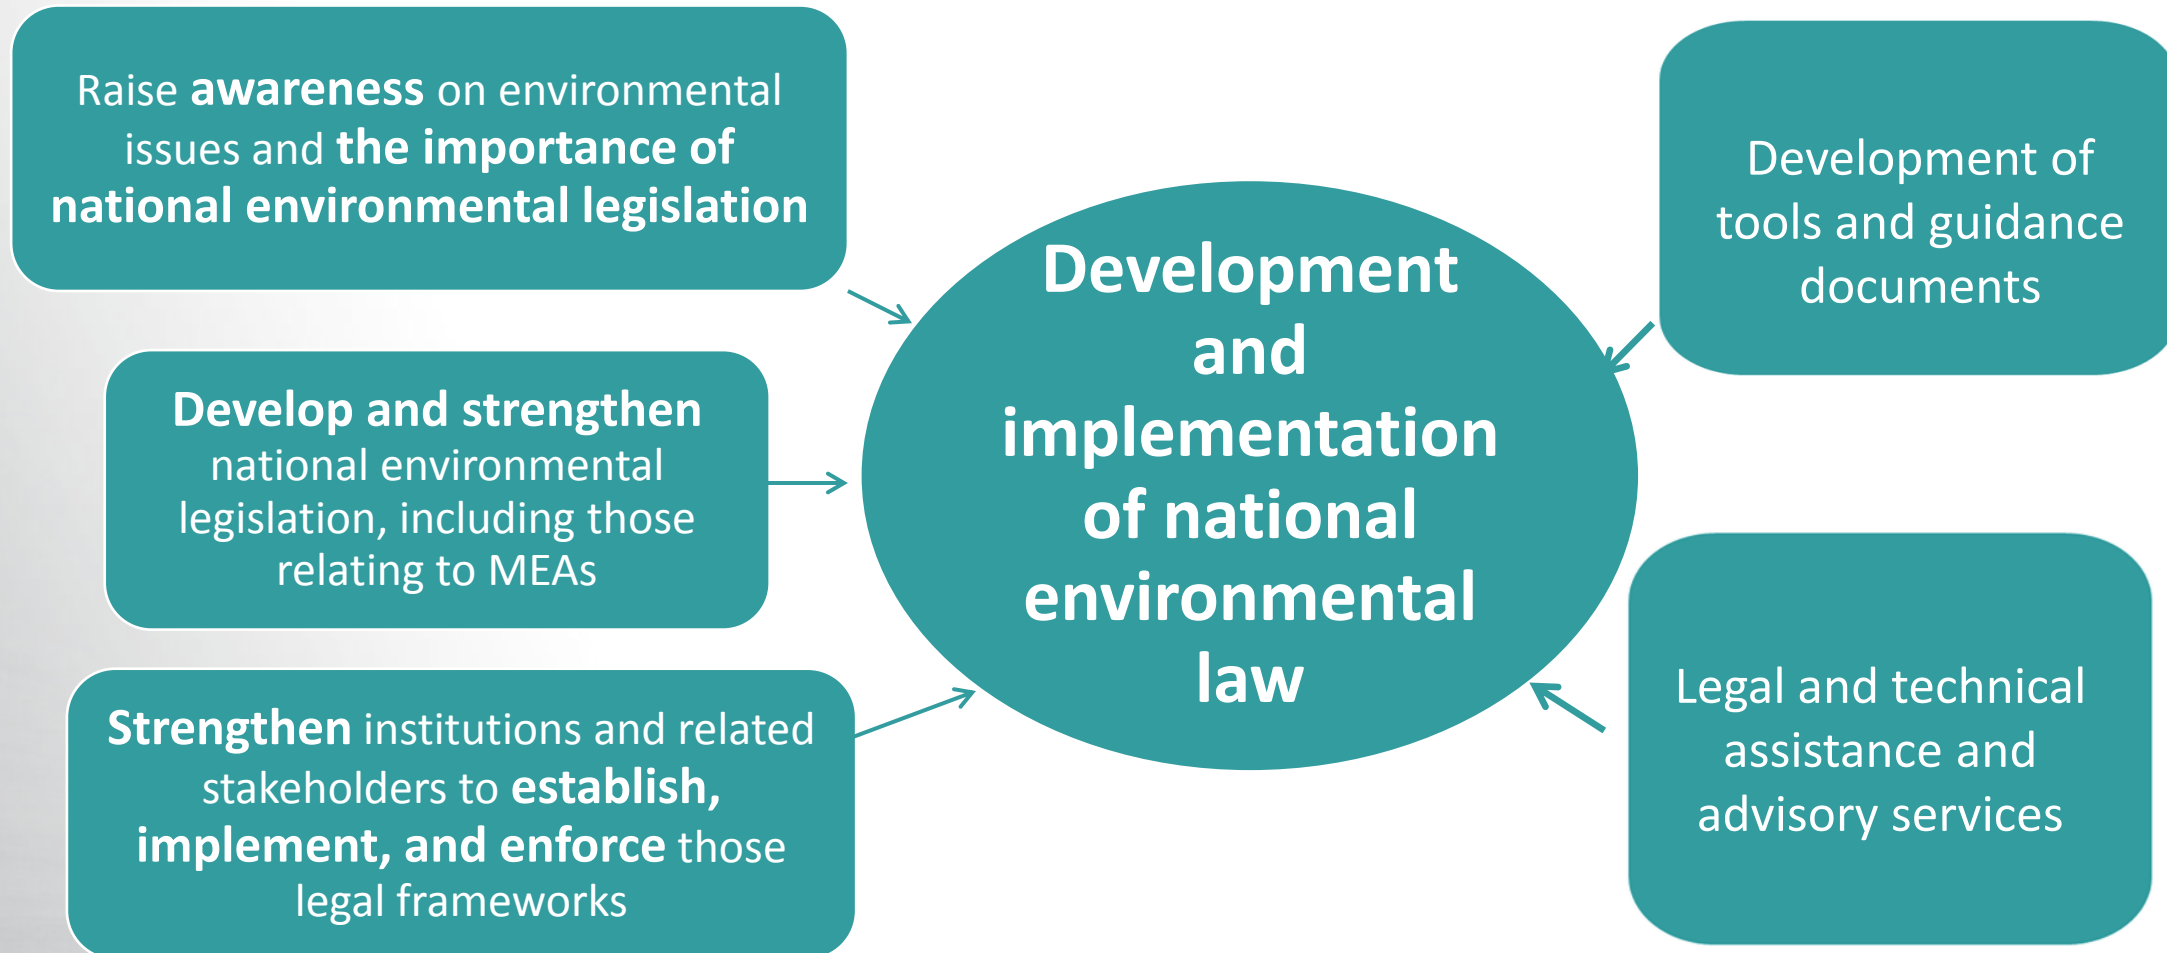 Raise awareness on environmental
issues and the importance of
national environmental legislation
Develop and strengthen
national environmental
legislation, including those
relating to MEAs
Strengthen institutions and related
stakeholders to establish,
implement, and enforce those
legal frameworks
Development
and
implementation
of national
environmental
law
Development of
tools and guidance
documents
Legal and technical
assistance and
advisory services